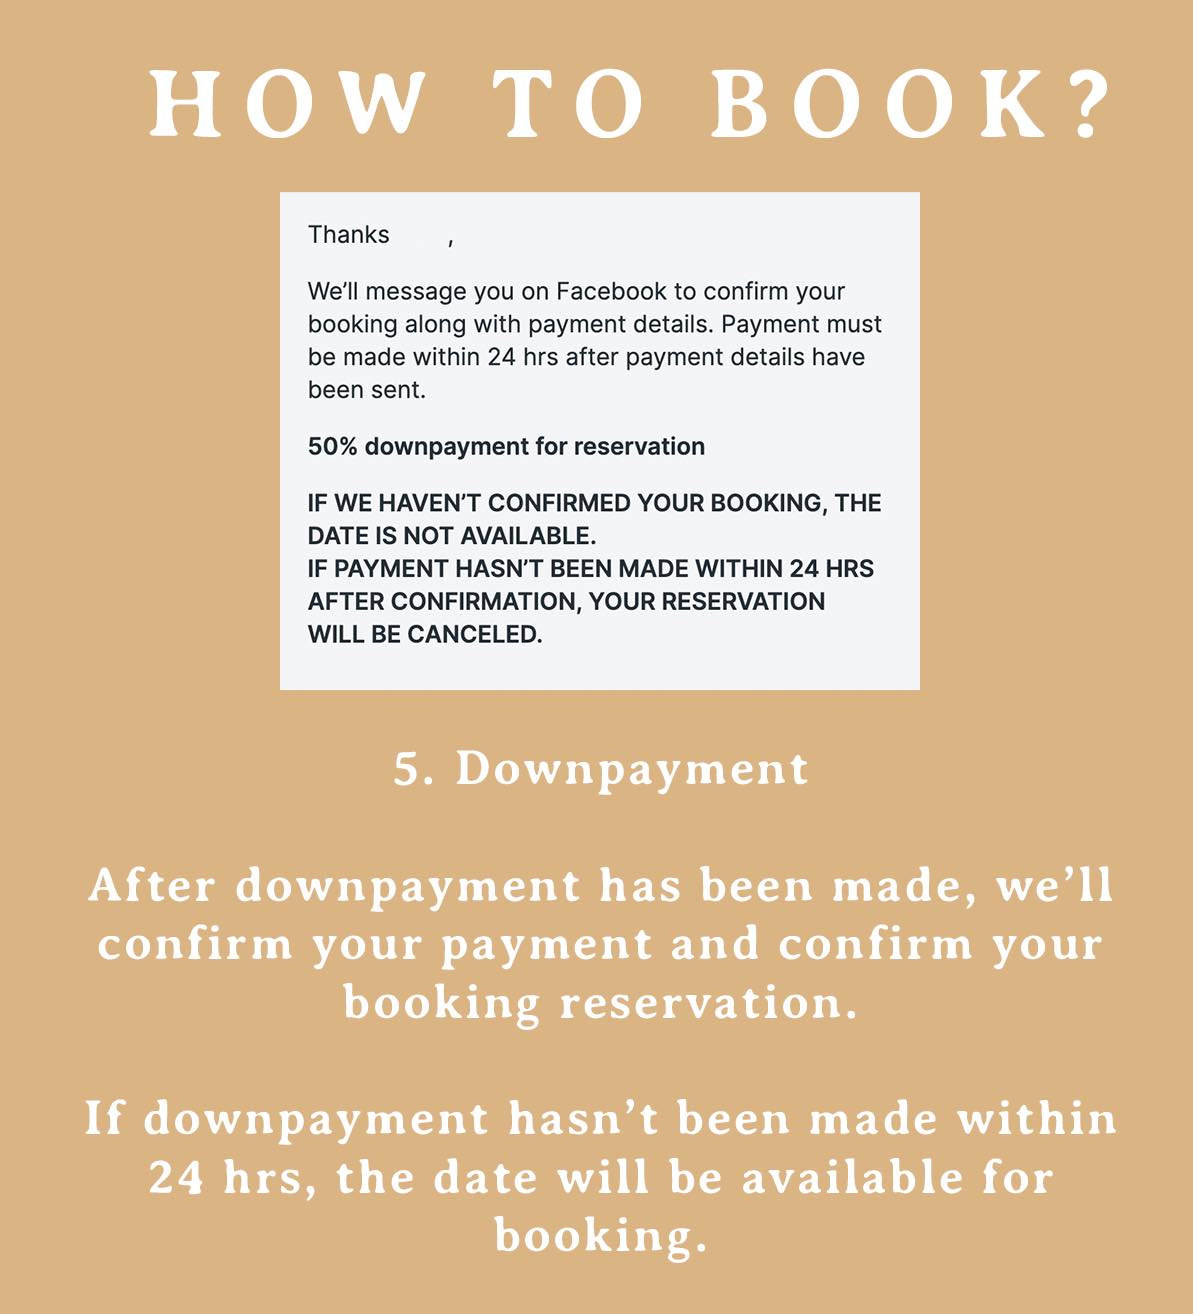 HOW TO BOOK?
Thanks ,
We’ll message you on Facebook to confirm your
booking along with payment details. Payment must
be made within 24 hrs after payment details have
been sent.
50% downpayment for reservation
IF WE HAVEN’T CONFIRMED YOUR BOOKING, THE
DATE IS NOT AVAILABLE.
IF PAYMENT HASN’T BEEN MADE WITHIN 24 HRS
AFTER CONFIRMATION, YOUR RESERVATION
WILL BE CANCELED.
5. Downpayment
After downpayment has been made, we’ll
confirm your payment and confirm your
booking reservation.
If downpayment hasn’t been made within
24 hrs, the date will be available for
booking.